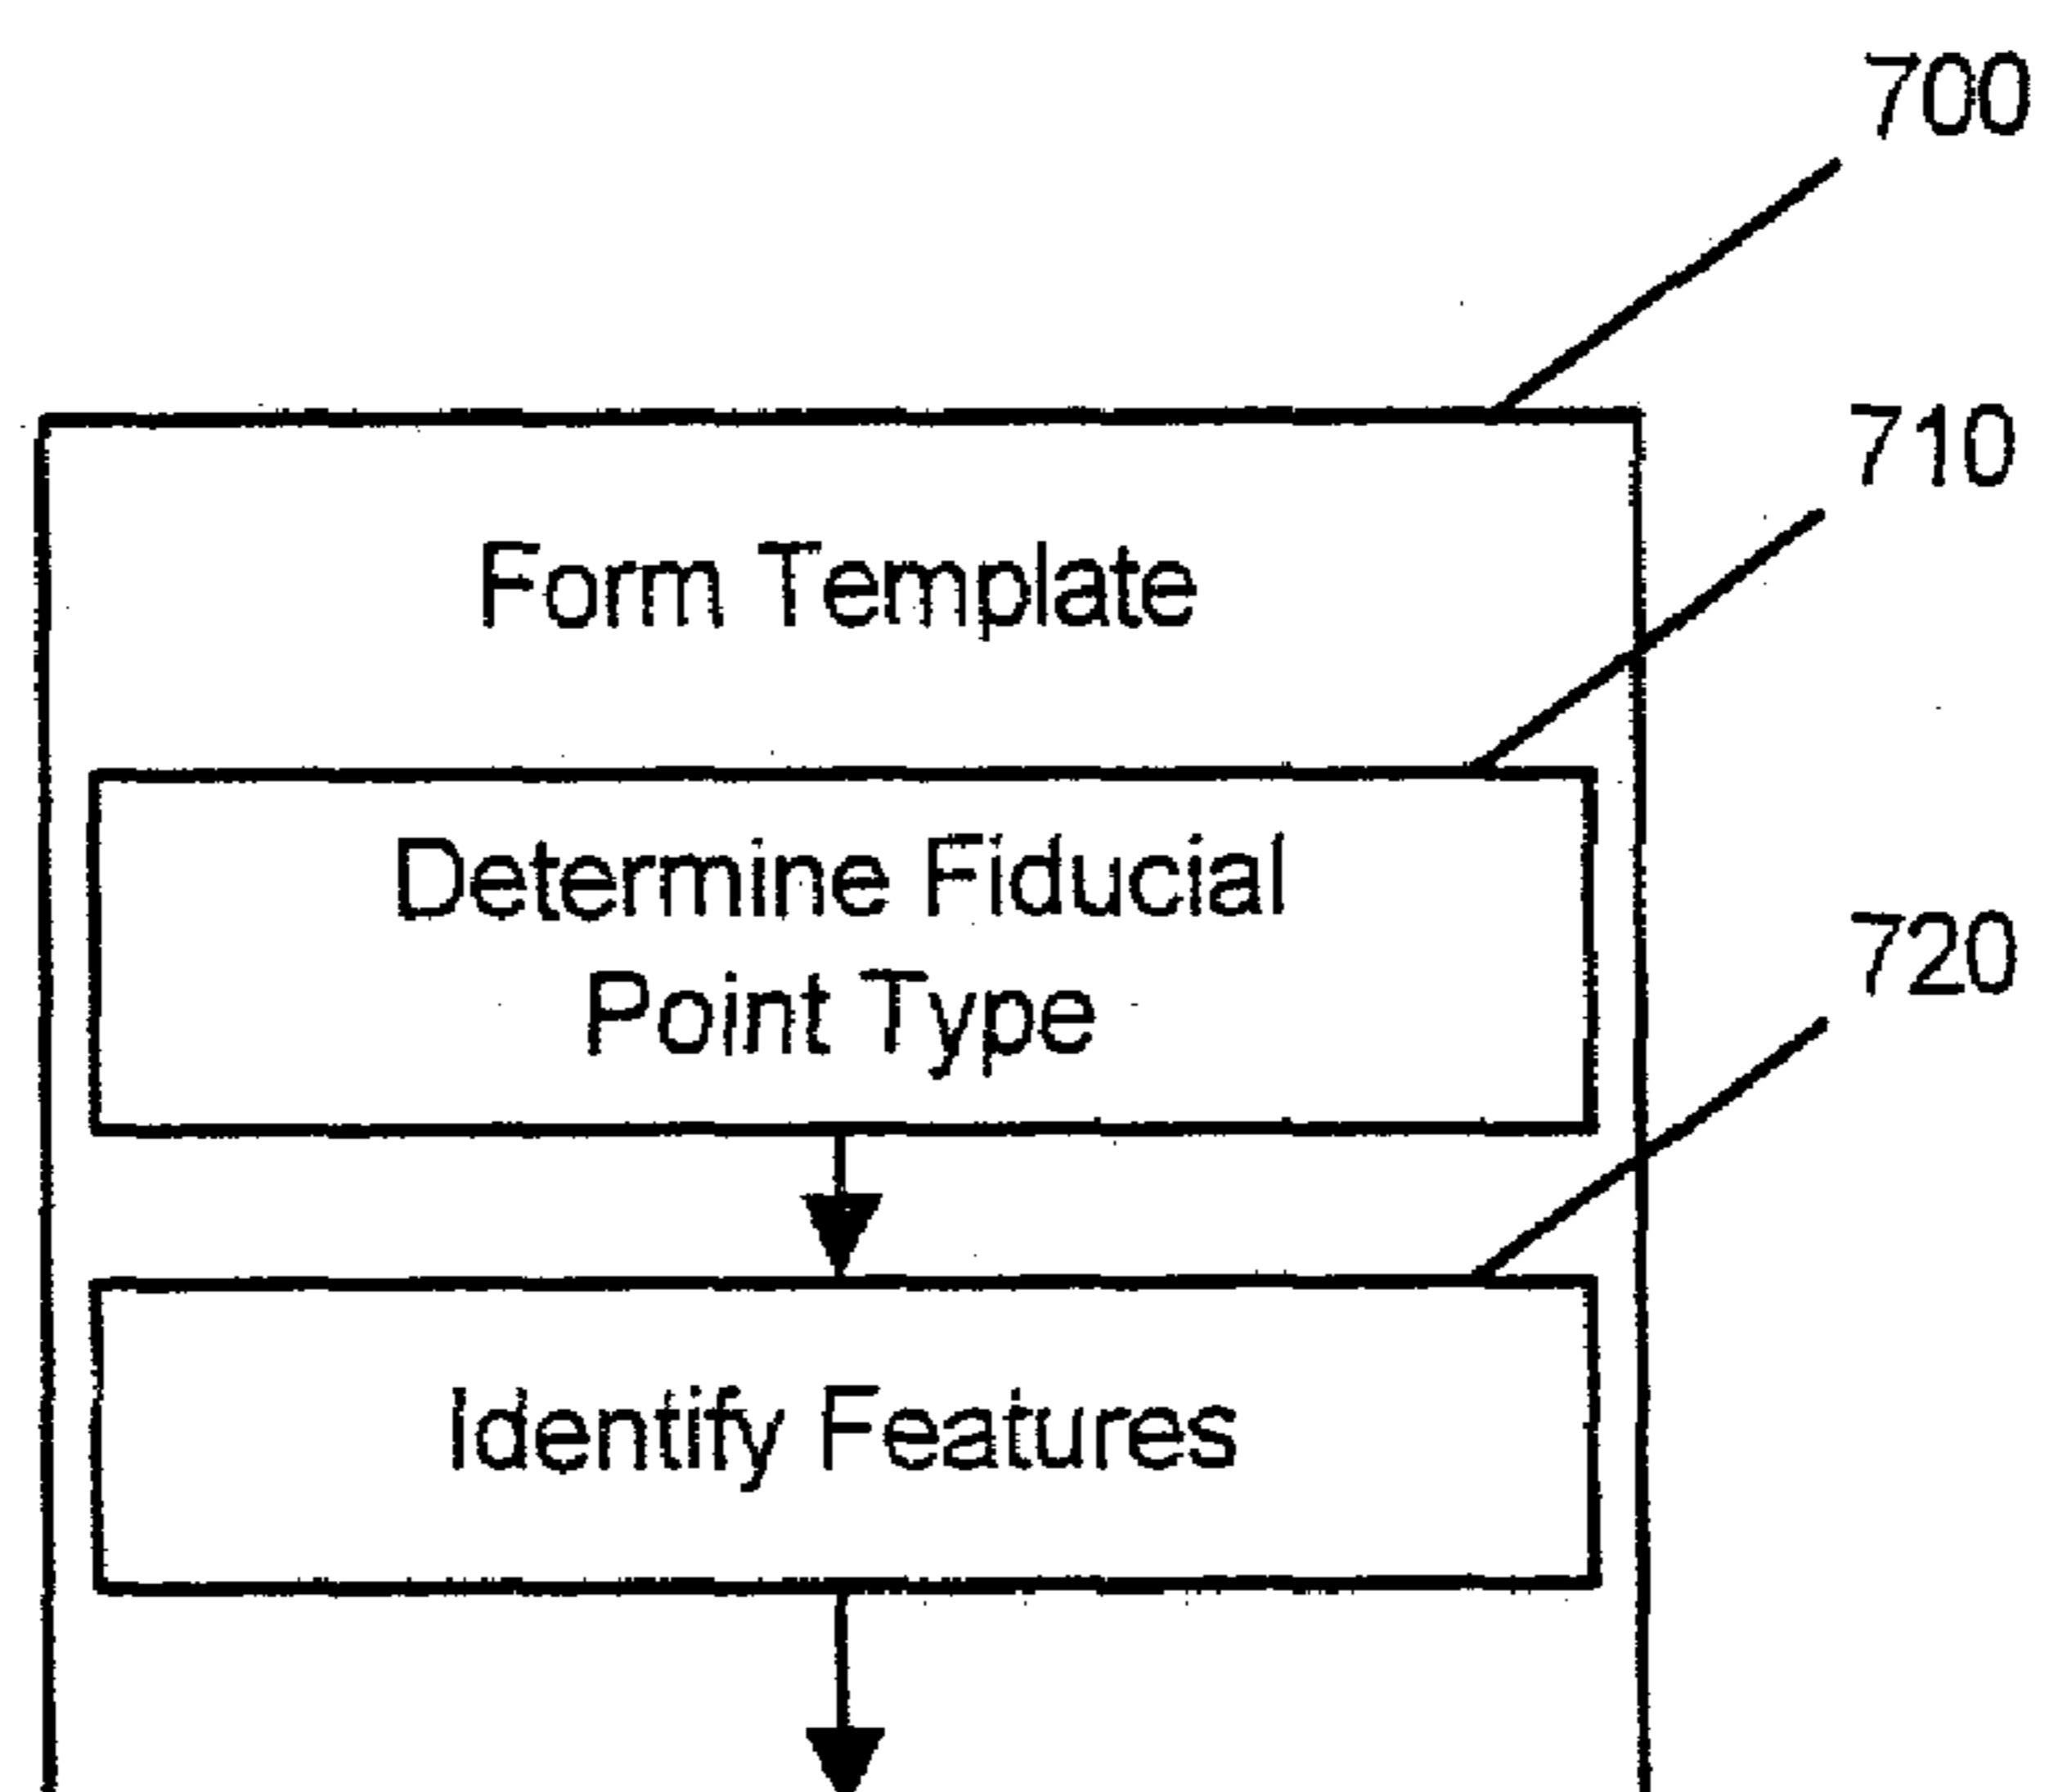 700
710
Form Template
Determine Fiducial
Point Type
720
Identify Features